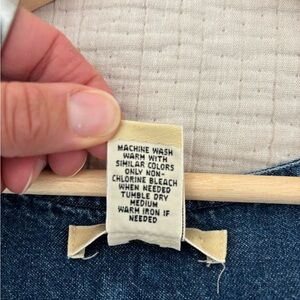 MACHINE WASH
WARM WITH
SIMILAR COLORS
ONLY NON-
CHLORINE BLEACH
WHEN NEEDED
TUMBLE DRY
MEDIUM
WARM IRON IF
NEEDED